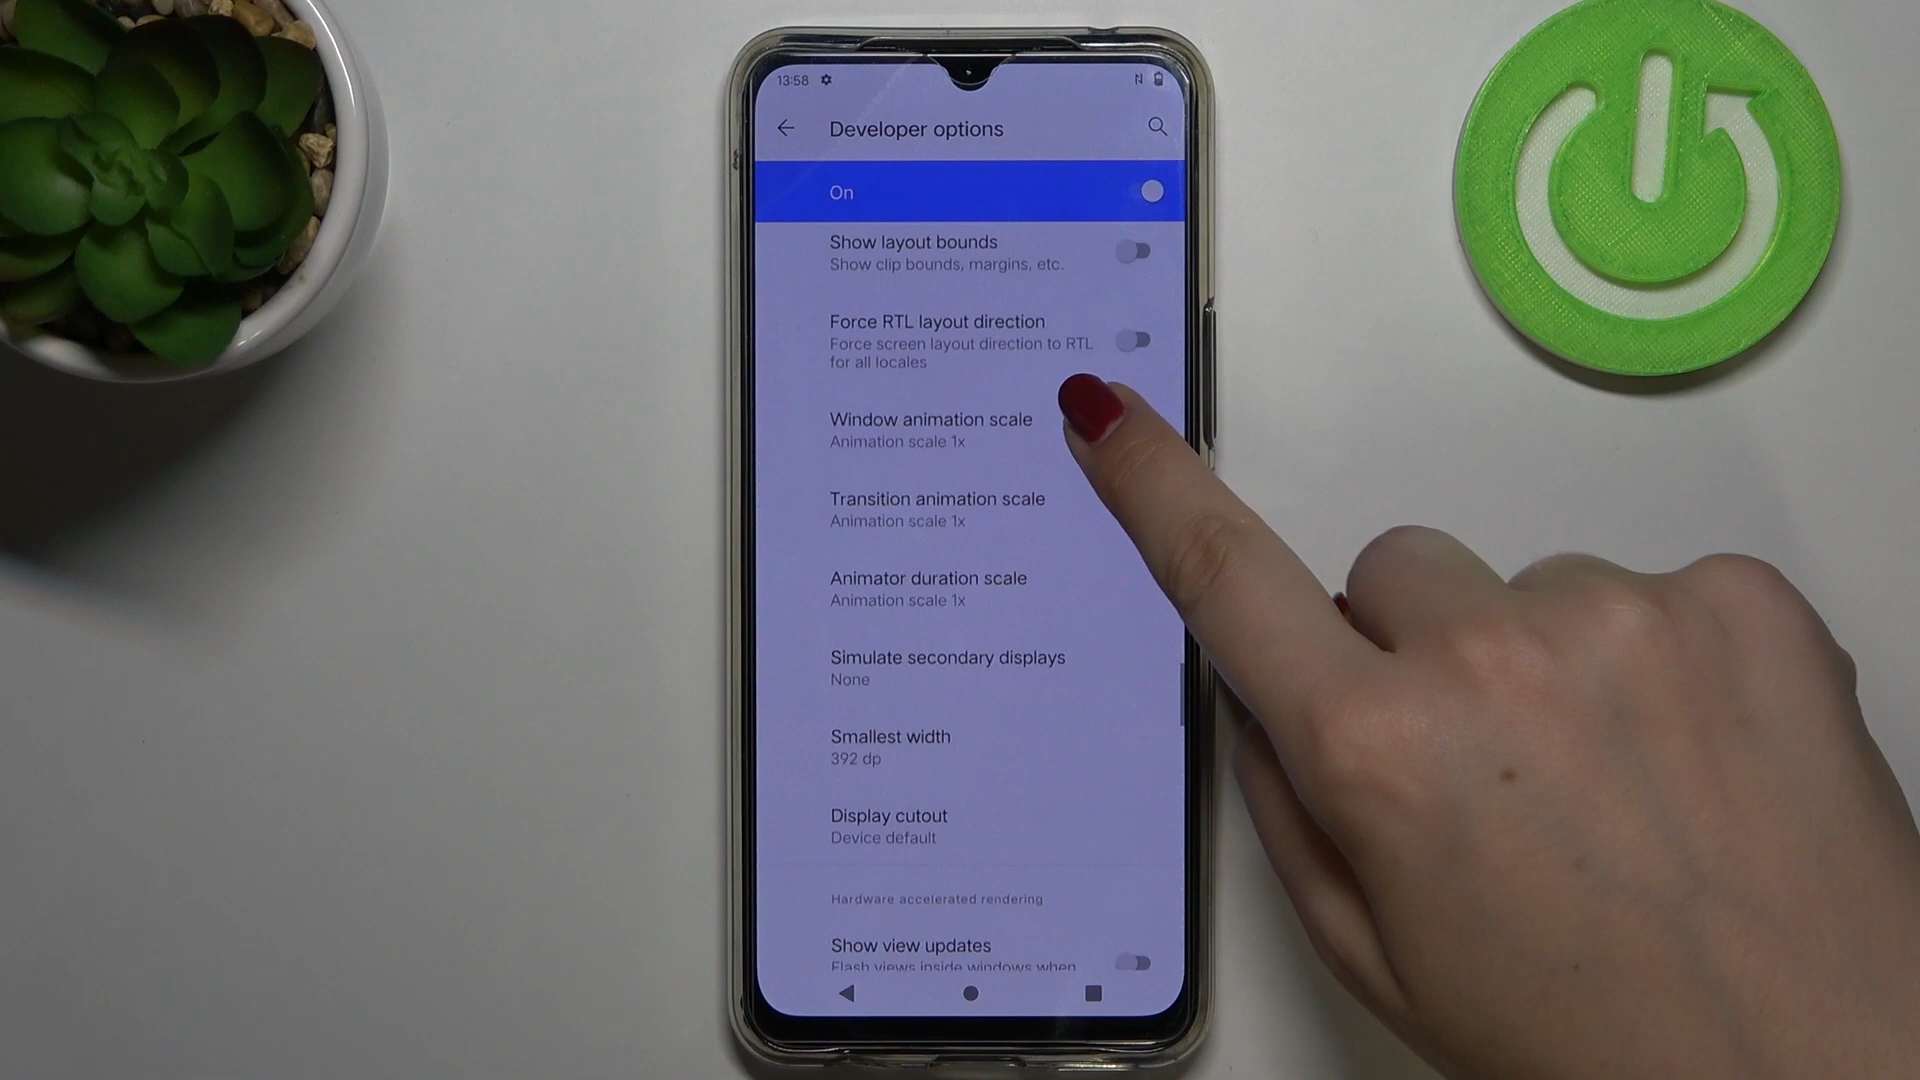 13:58
Developer options
On
Show layout bounds
Show clip bounds, margins, etc.
Force RTL layout direction
Force screen layout direction to RTL
for all locales
Window animation scale
Animation scale 1x
Transition animation scale
Animation scale 1x
Animator duration scale
Animation scale 1x
Simulate secondary displays
None
Smallest width
392 dp
Display cutout
Device default
Hardware accelerated rendering
Show view updates
Flash views inside windows when